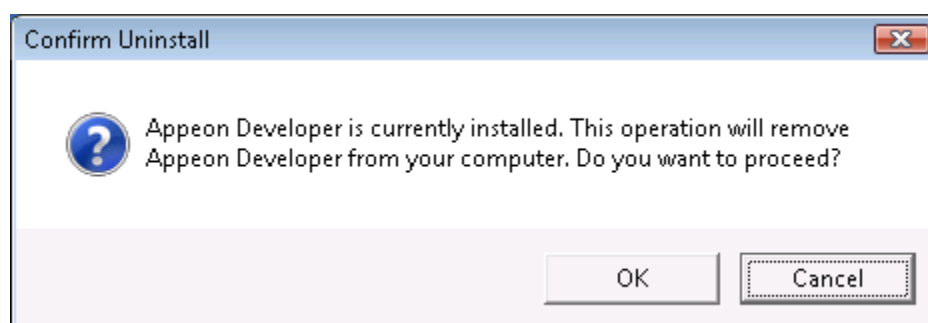 Confirm Uninstall
Appeon Developer is currently installed. This operation will remove
Appeon Developer from your computer. Do you want to proceed?
OK
Cancel